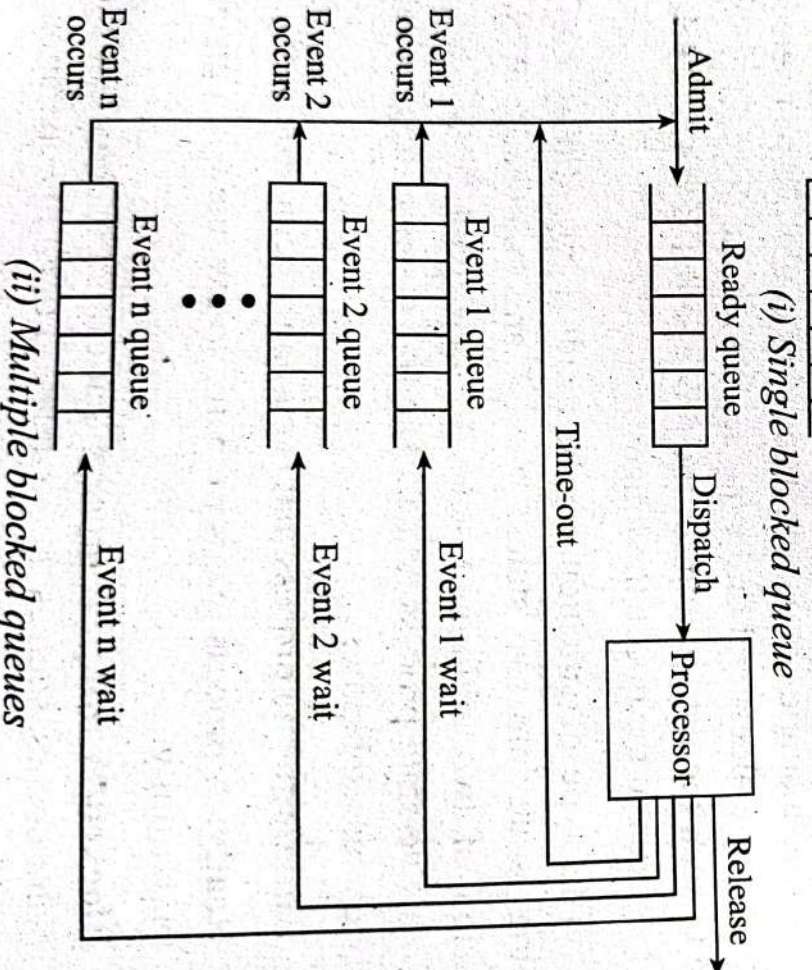 (i) Single blocked queue
Admit
Ready queue
Dispatch
Processor
Release
Time-out
Event 1
occurs
Event 1 queue
Event 1 wait
Event 2
occurs
Event 2 queue
Event 2 wait
Event n
occurs
Event n queue
Event n wait
(ii) Multiple blocked queues